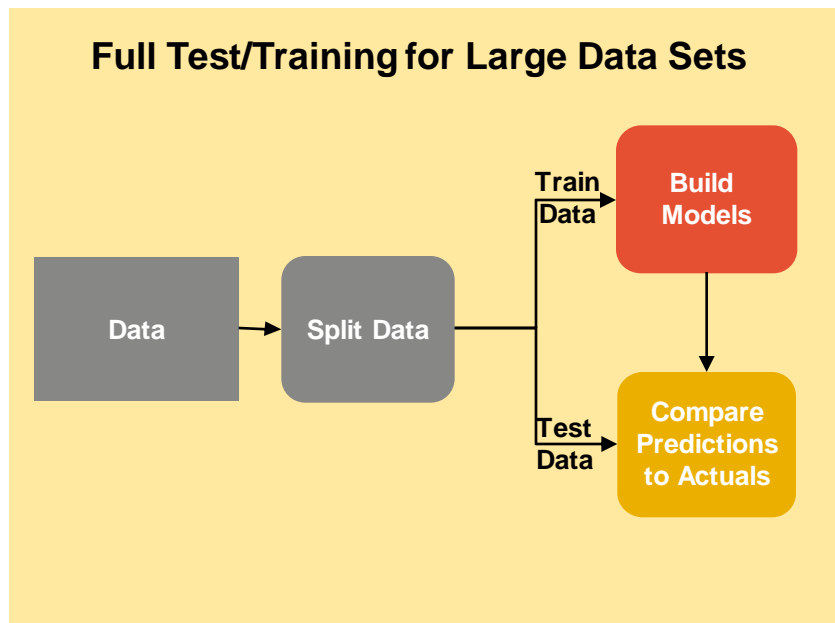 Full Test/Training for Large Data Sets
Train
Data
Build
Models
Data
Split Data
Test
Data
Compare
Predictions
to Actuals